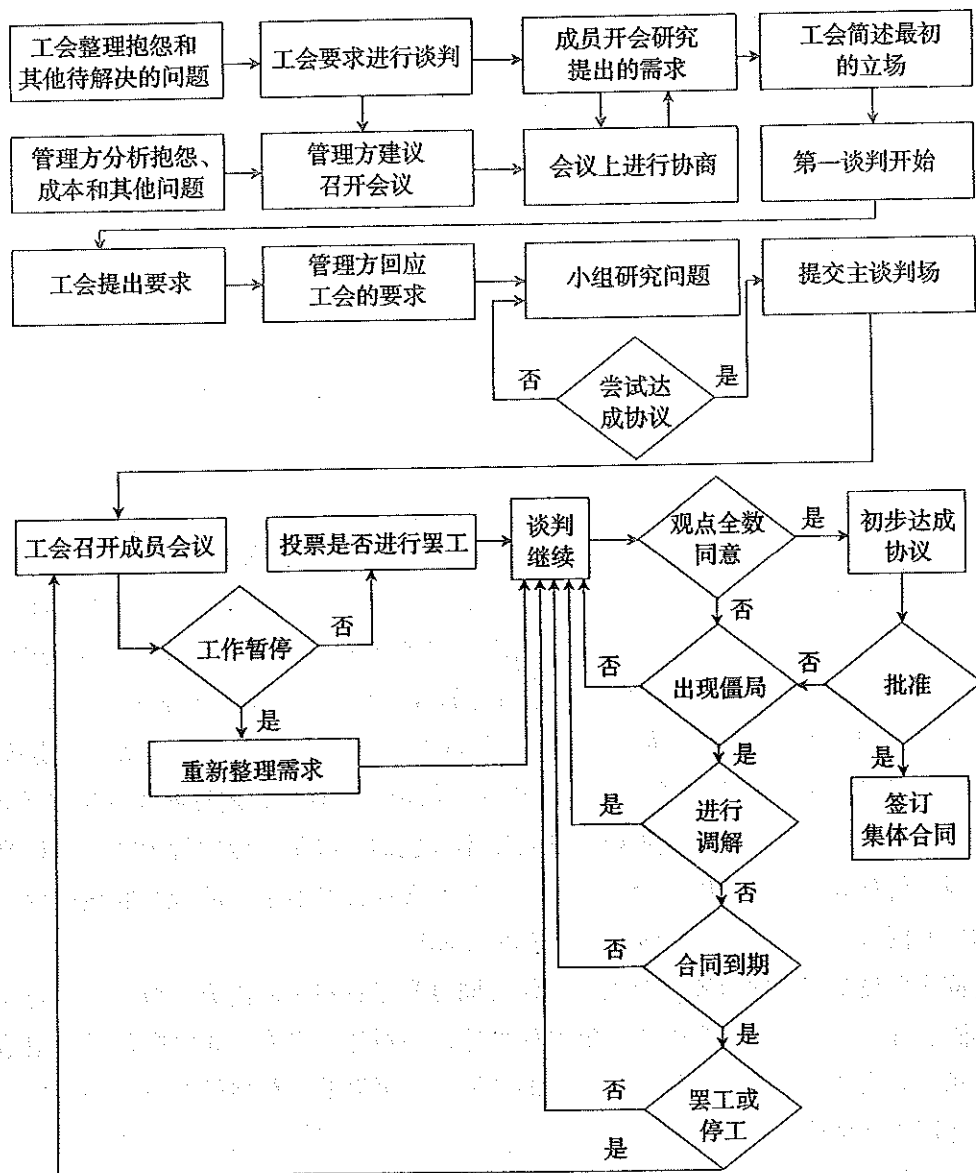 工会整理抱怨和
其他待解决的问题
工会要求进行谈判
成员开会研究
提出的需求
工会简述最初
的立场
管理方分析抱怨、
成本和其他问题
管理方建议
召开会议
会议上进行协商
第一谈判开始
工会提出要求
管理方回应
工会的要求
小组研究问题
提交主谈判场
否
尝试达
成协议
是
工会召开成员会议
投票是否进行罢工
谈判
继续
观点全数
同意
是
初步达成
协议
否
工作暂停
否
否
出现僵局
否
批准
是
重新整理需求
是
是
进行
调解
是
签订
集体合同
否
否
合同到期
是
否
罢工或
停工
是